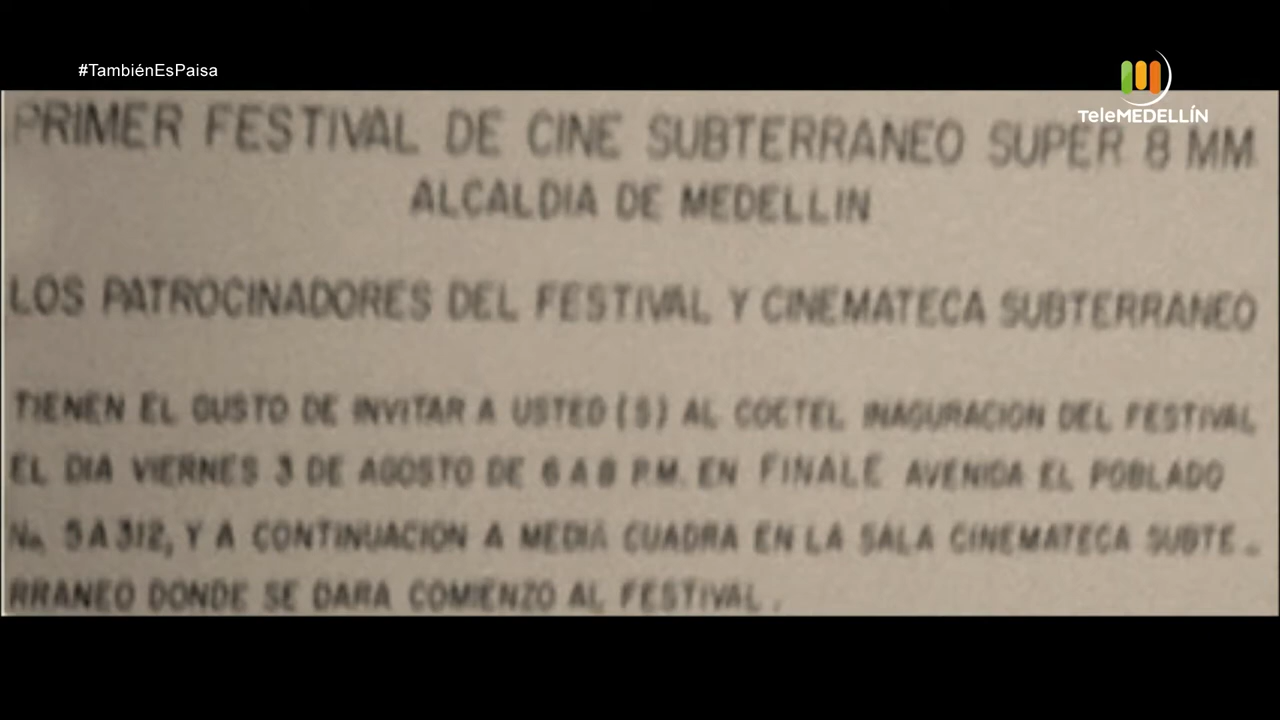 #TambiénEsPaisa
TeleMEDELLÍN
PRIMER FESTIVAL DE CINE SUBTERRANEO SUPER 8 MM
ALCALDIA DE MEDELLIN
LOS PATROCINADORES DEL FESTIVAL Y CINEMATECA SUBTERRANEO
TIENEN EL GUSTO DE INVITAR A USTED (S) AL COCTEL INAGURACION DEL FESTIVAL
EL DIA VIERNES 3 DE AGOSTO DE 6 A 8 P.M. EN FINALE AVENIDA EL POBLADO
No. 5A312, Y A CONTINUACION A MEDIA CUADRA EN LA SALA CINEMATECA SUBTE-
RRANEO DONDE SE DARA COMIENZO AL FESTIVAL.